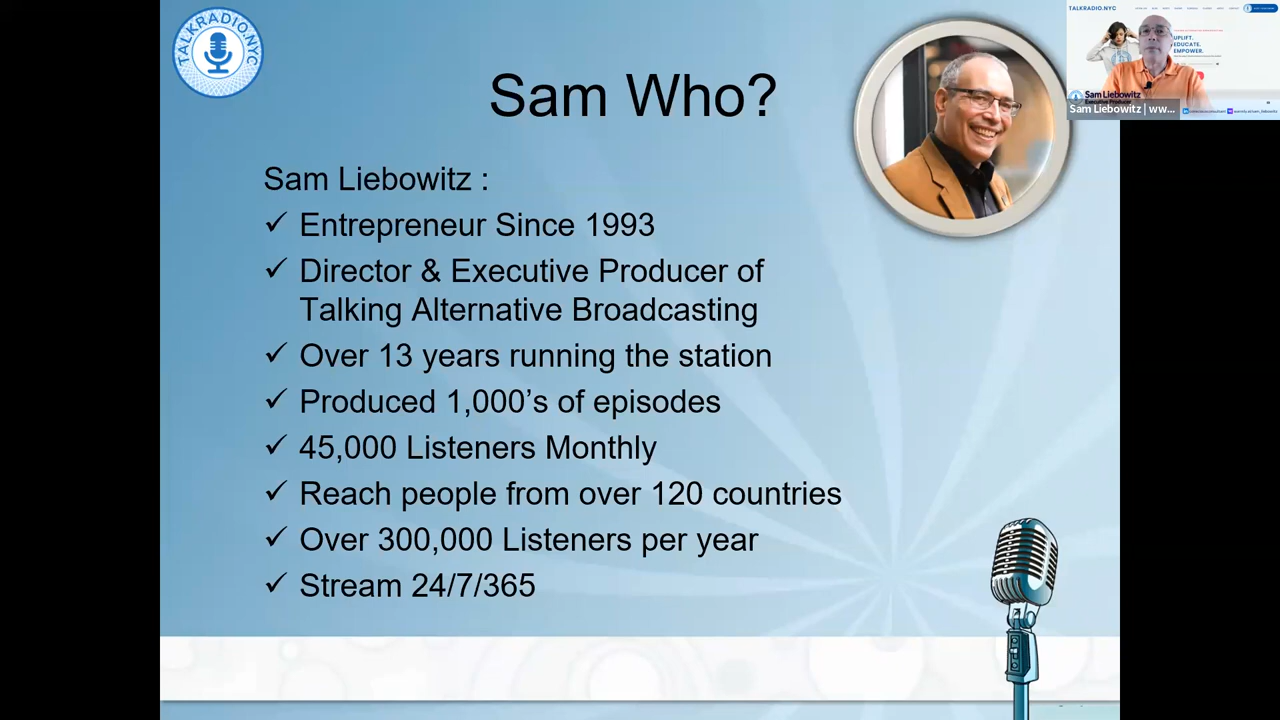 TALKRADIO.NYC
Sam Who?
Sam Liebowitz :
✓ Entrepreneur Since 1993
✓ Director & Executive Producer of
Talking Alternative Broadcasting
✓ Over 13 years running the station
✓ Produced 1,000’s of episodes
✓ 45,000 Listeners Monthly
✓ Reach people from over 120 countries
✓ Over 300,000 Listeners per year
✓ Stream 24/7/365
TALKRADIO.NYC
UPLIFT.
EDUCATE.
EMPOWER.
Sam Liebowitz
Executive Producer
Sam Liebowitz | ww...